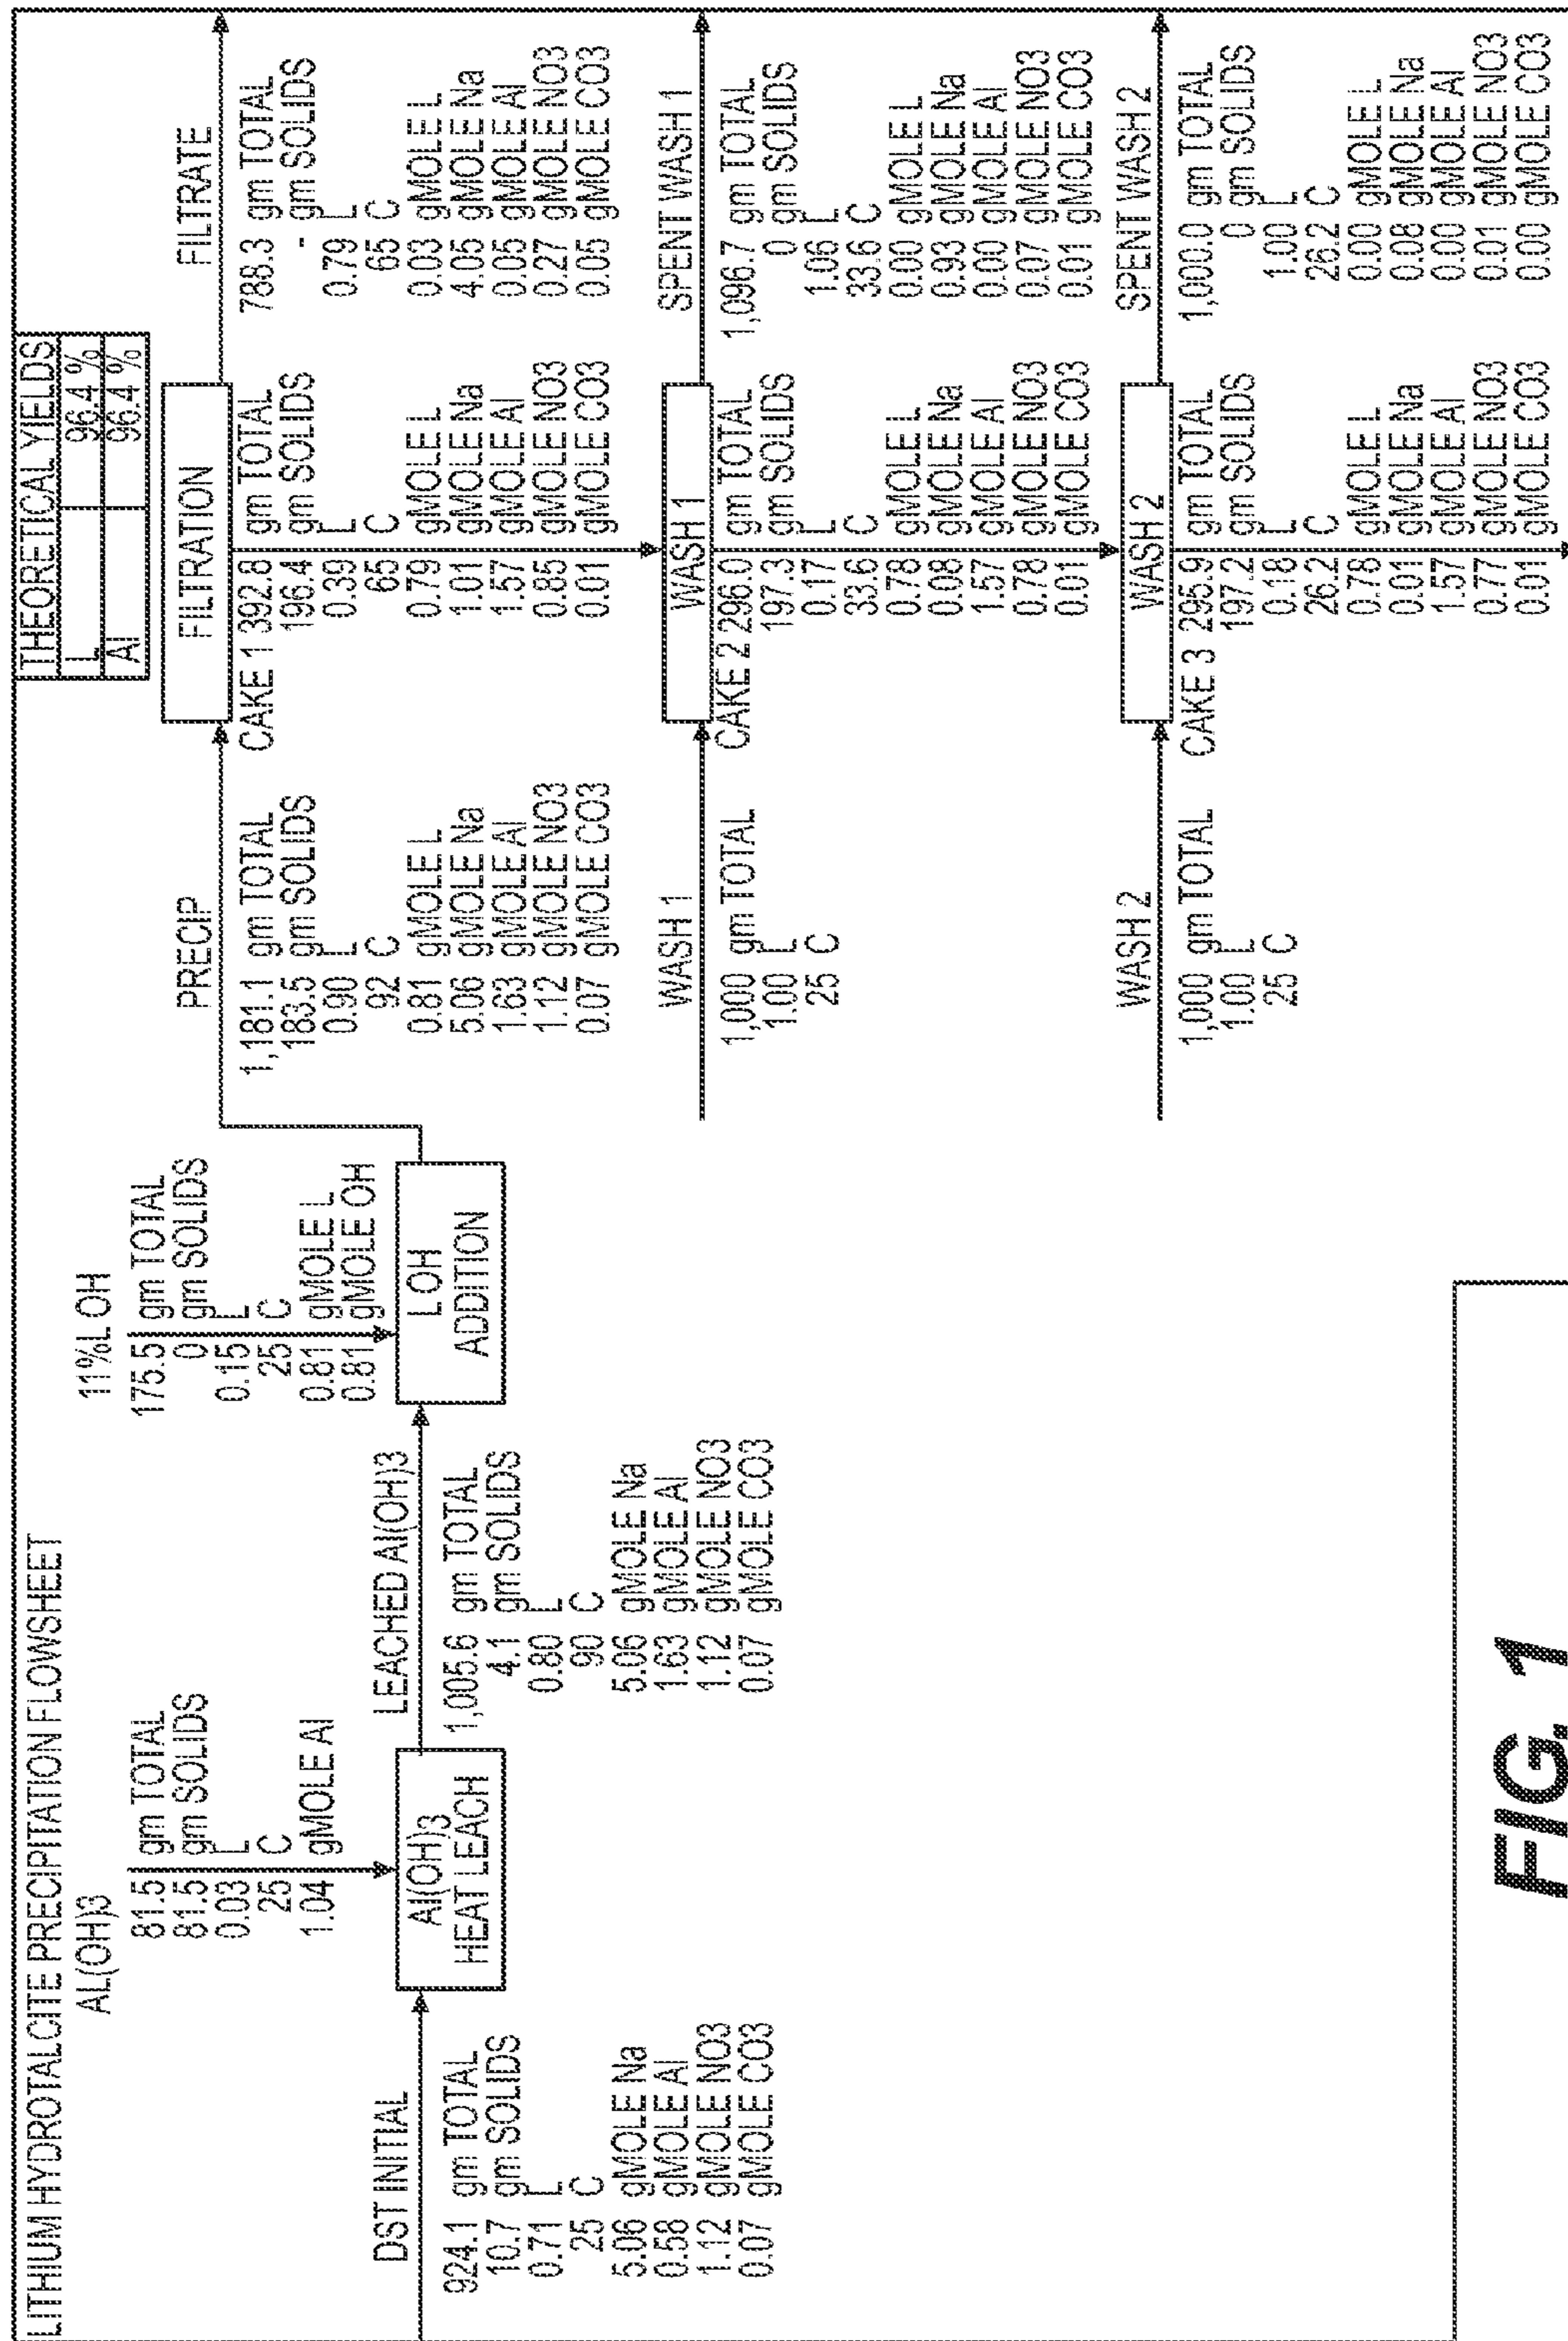 LITHIUM HYDROTALCITE PRECIPITATION FLOWSHEET
AL(OH)3
81.5 gm TOTAL
81.5 gm SOLIDS
0.03 L
25 C
1.04 gMOLE Al
DST INITIAL
924.1 gm TOTAL
10.7 gm SOLIDS
0.71 L
25 C
5.06 gMOLE Na
0.58 gMOLE Al
1.12 gMOLE NO3
0.07 gMOLE CO3
Al(OH)3
HEAT LEACH
LEACHED Al(OH)3
1,005.6 gm TOTAL
4.1 gm SOLIDS
0.80 L
90 C
5.06 gMOLE Na
1.63 gMOLE Al
1.12 gMOLE NO3
0.07 gMOLE CO3
11%L OH
175.5 gm TOTAL
0 gm SOLIDS
0.15 L
25 C
0.81 gMOLE L
0.81 gMOLE OH
L OH
ADDITION
PRECIP
1,181.1 gm TOTAL
183.5 gm SOLIDS
0.90 L
92 C
0.81 gMOLE L
5.06 gMOLE Na
1.63 gMOLE Al
1.12 gMOLE NO3
0.07 gMOLE CO3
THEORETICAL YIELDS
L 96.4 %
Al 96.4 %
FILTRATION
CAKE 1 392.8 gm TOTAL
196.4 gm SOLIDS
0.39 L
65 C
0.79 gMOLE L
1.01 gMOLE Na
1.57 gMOLE Al
0.85 gMOLE NO3
0.01 gMOLE CO3
FILTRATE
788.3 gm TOTAL
- gm SOLIDS
0.79 L
65 C
0.03 gMOLE L
4.05 gMOLE Na
0.05 gMOLE Al
0.27 gMOLE NO3
0.05 gMOLE CO3
WASH 1
1,000 gm TOTAL
1.00 L
25 C
WASH 1
CAKE 2 296.0 gm TOTAL
197.3 gm SOLIDS
0.17 L
33.6 C
0.78 gMOLE L
0.08 gMOLE Na
1.57 gMOLE Al
0.78 gMOLE NO3
0.01 gMOLE CO3
SPENT WASH 1
1,096.7 gm TOTAL
0 gm SOLIDS
1.06 L
33.6 C
0.00 gMOLE L
0.93 gMOLE Na
0.00 gMOLE Al
0.07 gMOLE NO3
0.01 gMOLE CO3
WASH 2
1,000 gm TOTAL
1.00 L
25 C
WASH 2
CAKE 3 295.9 gm TOTAL
197.2 gm SOLIDS
0.18 L
26.2 C
0.78 gMOLE L
0.01 gMOLE Na
1.57 gMOLE Al
0.77 gMOLE NO3
0.01 gMOLE CO3
SPENT WASH 2
1,000.0 gm TOTAL
0 gm SOLIDS
1.00 L
26.2 C
0.00 gMOLE L
0.08 gMOLE Na
0.00 gMOLE Al
0.01 gMOLE NO3
0.00 gMOLE CO3
FIG. 1